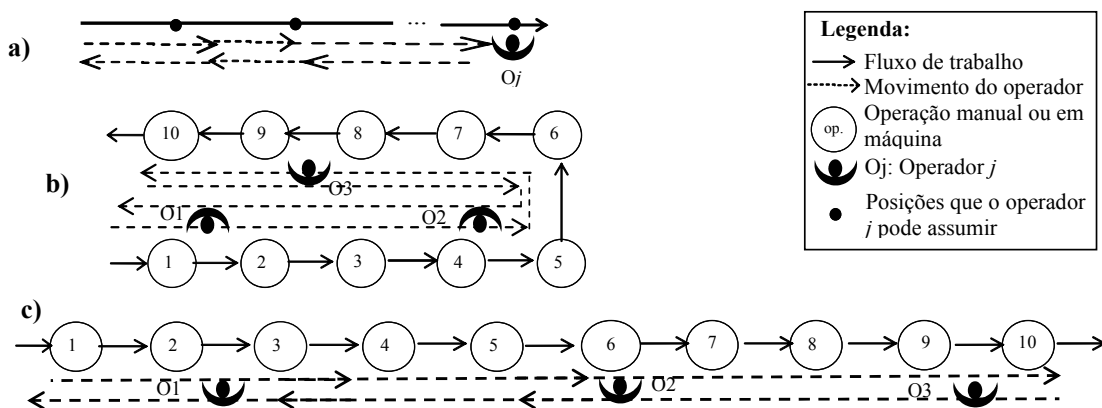 a)
...
Oj
Legenda:
Fluxo de trabalho
Movimento do operador
op.
Operação manual ou em
máquina
Oj: Operador j
Posições que o operador
j pode assumir
b)
10 9 8 7 6
O3
O1 O2
1 2 3 4 5
c)
1 2 3 4 5 6 7 8 9 10
O1 O2 O3